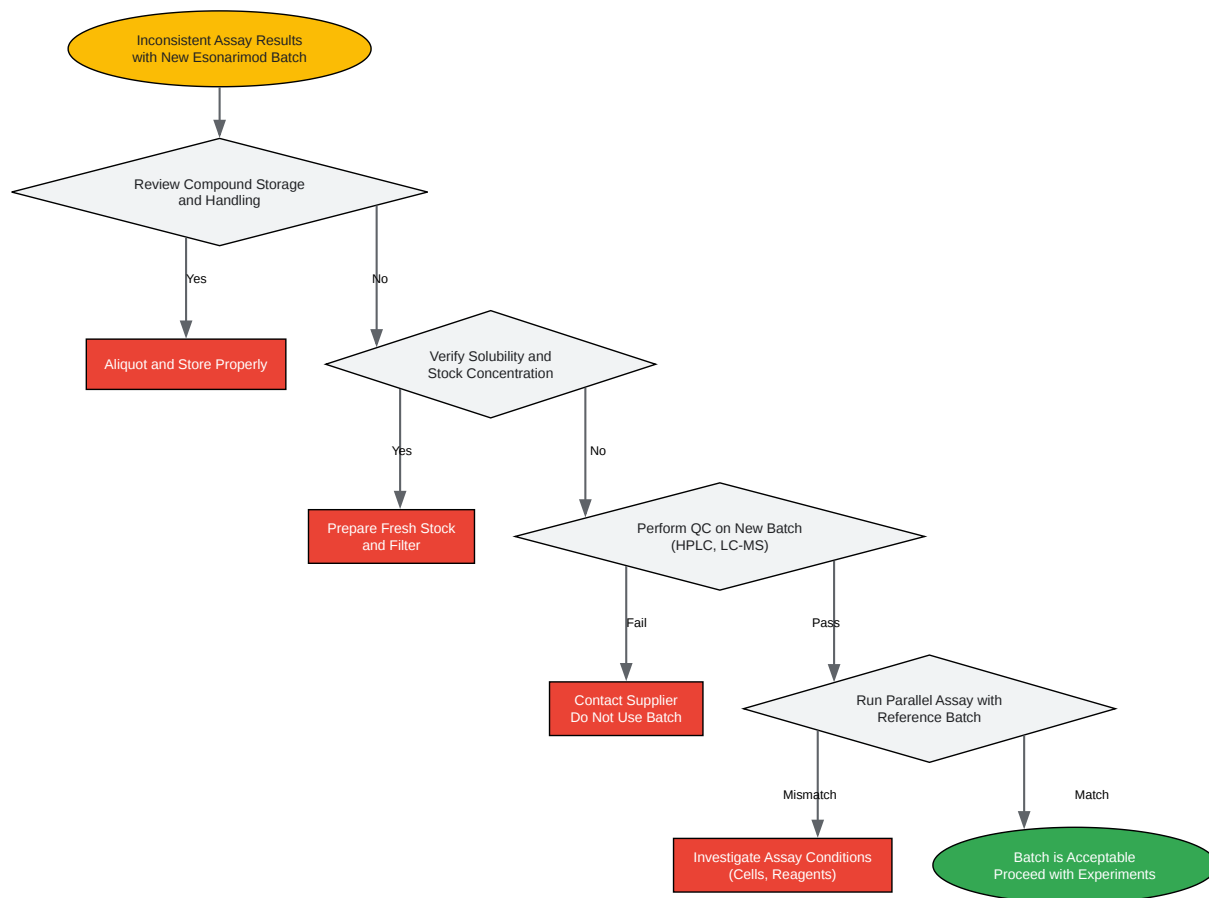 Inconsistent Assay Results
with New Esonarimod Batch
Review Compound Storage
and Handling
Yes
No
Aliquot and Store Properly
Verify Solubility and
Stock Concentration
Yes
No
Prepare Fresh Stock
and Filter
Perform QC on New Batch
(HPLC, LC-MS)
Fail
Pass
Contact Supplier
Do Not Use Batch
Run Parallel Assay with
Reference Batch
Mismatch
Match
Investigate Assay Conditions
(Cells, Reagents)
Batch is Acceptable
Proceed with Experiments